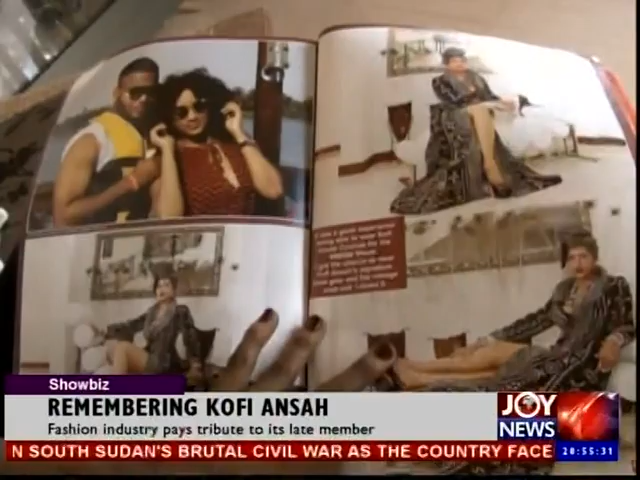 Showbiz
REMEMBERING KOFI ANSAH
Fashion industry pays tribute to its late member
JOY
NEWS
N SOUTH SUDAN'S BRUTAL CIVIL WAR AS THE COUNTRY FACE
20:55:31